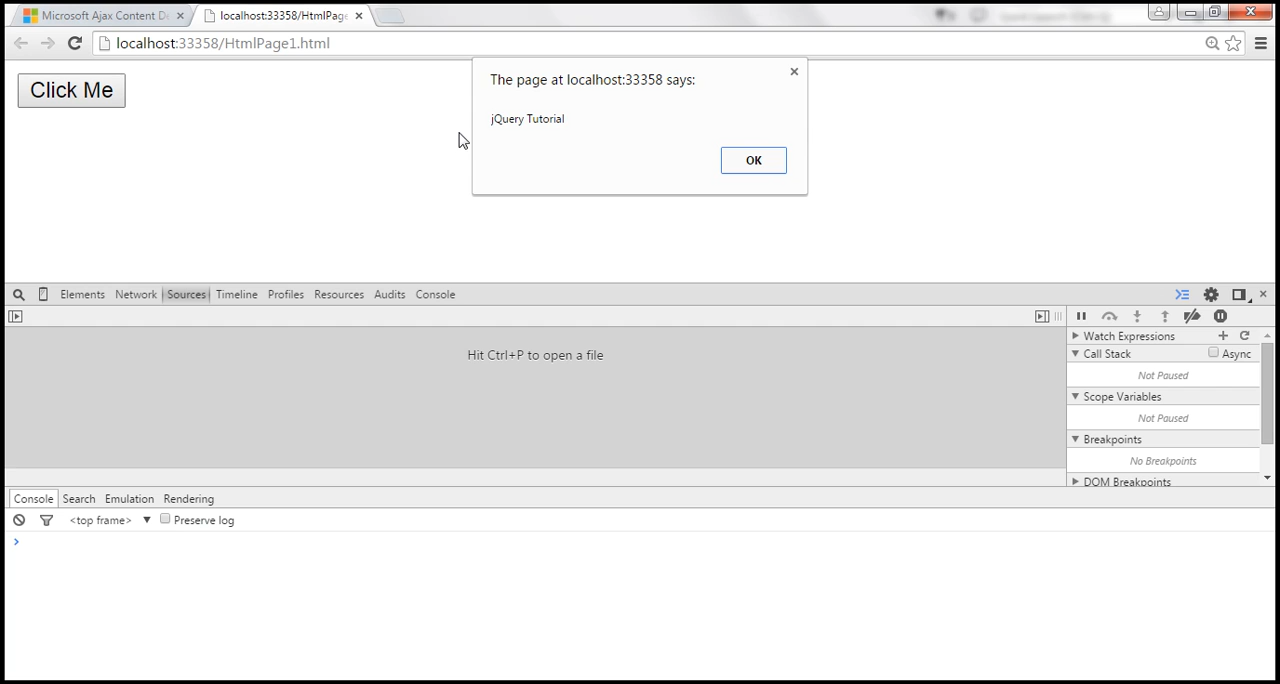 Microsoft Ajax Content De
localhost:33358/HtmlPage
localhost:33358/HtmlPage1.html
Click Me
The page at localhost:33358 says:
jQuery Tutorial
OK
Elements Network Sources Timeline Profiles Resources Audits Console
Hit Ctrl+P to open a file
Watch Expressions
Call Stack
Async
Not Paused
Scope Variables
Not Paused
Breakpoints
No Breakpoints
DOM Breakpoints
Console Search Emulation Rendering
<top frame> Preserve log